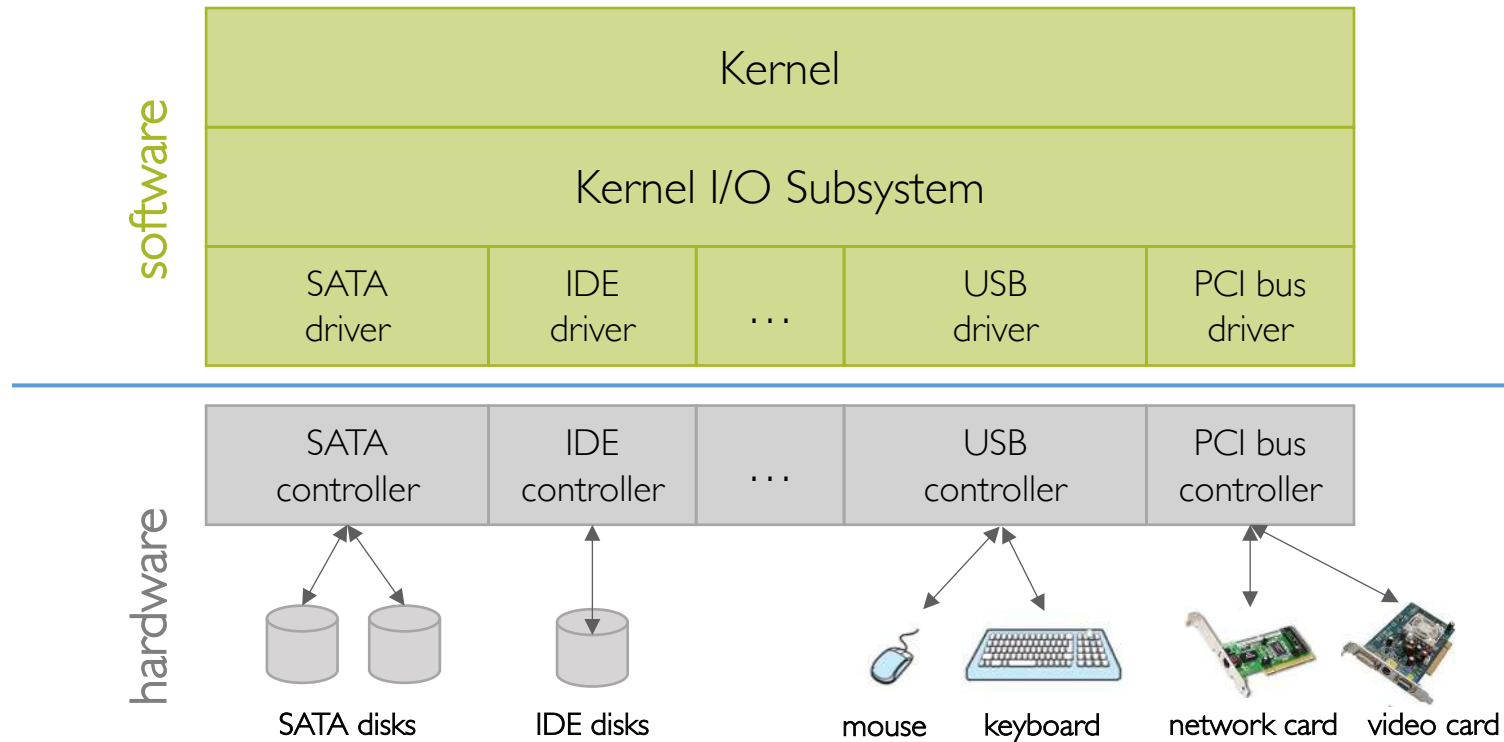 software
Kernel
Kernel I/O Subsystem
SATA
driver
IDE
driver
...
USB
driver
PCI bus
driver
hardware
SATA
controller
IDE
controller
...
USB
controller
PCI bus
controller
SATA disks
IDE disks
mouse
keyboard
network card
video card